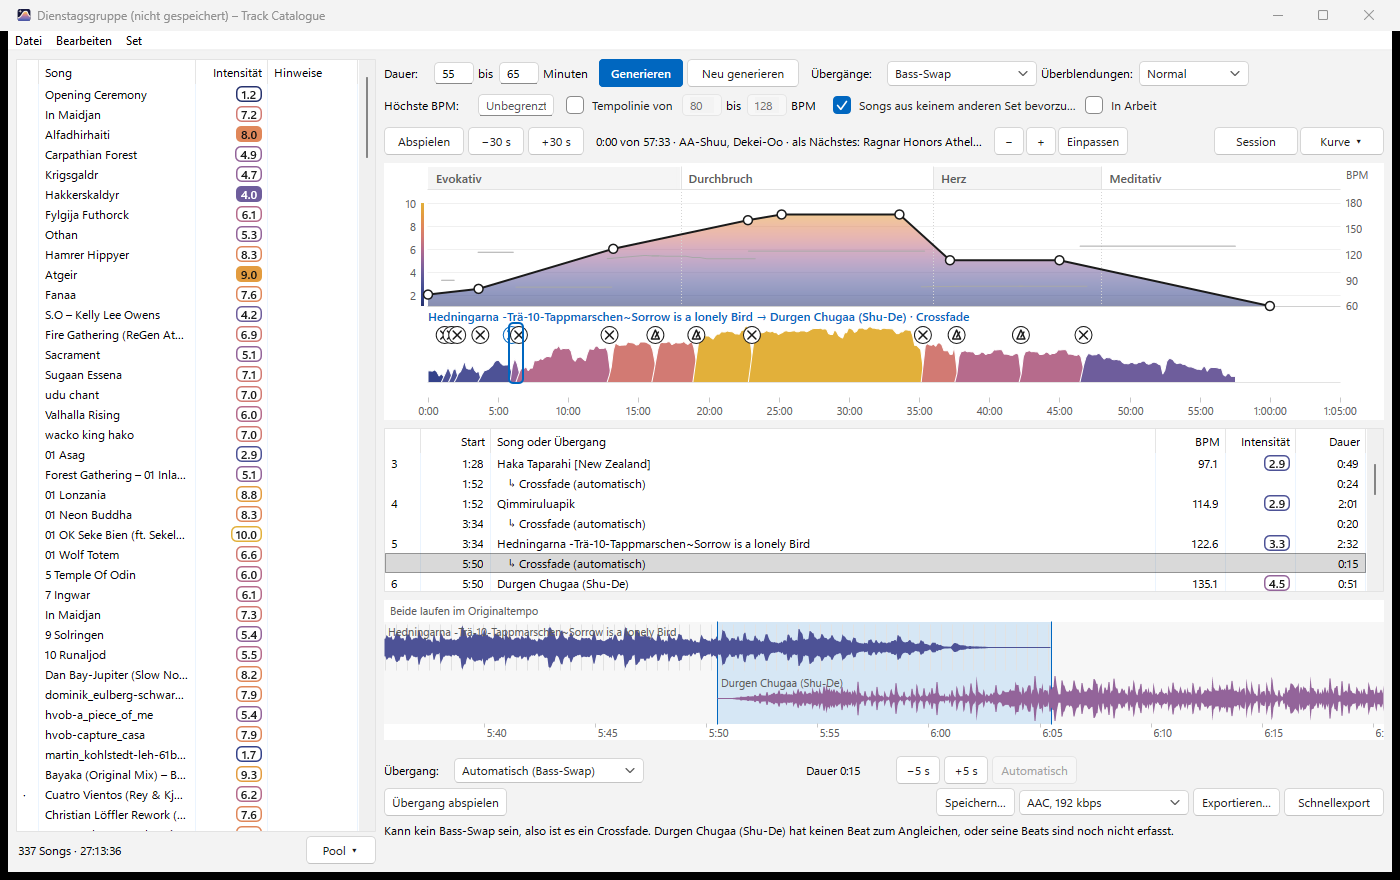 Dienstagsgruppe (nicht gespeichert) – Track Catalogue
Datei Bearbeiten Set
Song Intensität Hinweise
Opening Ceremony 1.2
In Maidjan 7.2
Alfadhirhaiti 8.0
Carpathian Forest 4.9
Krigsgaldr 4.7
Hakkerskaldyr 4.0
Fylgija Futhorck 6.1
Othan 5.3
Hamrer Hippyer 8.3
Atgeir 9.0
Fanaa 7.6
S.O – Kelly Lee Owens 4.2
Fire Gathering (ReGen At... 6.9
Sacrament 5.1
Sugaan Essena 7.1
udu chant 7.0
Valhalla Rising 6.0
wacko king hako 7.0
01 Asag 2.9
Forest Gathering – 01 Inla... 5.1
01 Lonzania 8.8
01 Neon Buddha 8.3
01 OK Seke Bien (ft. Sekel... 10.0
01 Wolf Totem 6.6
5 Temple Of Odin 6.0
7 Ingwar 6.1
In Maidjan 7.3
9 Solringen 5.4
10 Runaljod 5.5
Dan Bay-Jupiter (Slow No... 8.2
dominik_eulberg-schwar... 7.9
hvob-a_piece_of_me 5.4
hvob-capture_casa 7.9
martin_kohlstedt-leh-61b... 1.7
Bayaka (Original Mix) – B... 9.3
Cuatro Vientos (Rey & Kj... 6.2
Christian Löffler Rework (... 7.6
337 Songs · 27:13:36 Pool
Dauer: 55 bis 65 Minuten Generieren Neu generieren Übergänge: Bass-Swap Überblendungen: Normal
Höchste BPM: Unbegrenzt Tempolinie von 80 bis 128 BPM Songs aus keinem anderen Set bevorzu... In Arbeit
Abspielen −30 s +30 s 0:00 von 57:33 · AA-Shuu, Dekei-Oo · als Nächstes: Ragnar Honors Athel... − + Einpassen Session Kurve
Evokativ Durchbruch Herz Meditativ BPM
10 180
8 150
6 120
4 90
2 60
Hedningarna -Trä-10-Tappmarschen~Sorrow is a lonely Bird → Durgen Chugaa (Shu-De) · Crossfade
0:00 5:00 10:00 15:00 20:00 25:00 30:00 35:00 40:00 45:00 50:00 55:00 1:00:00 1:05:00
Start Song oder Übergang BPM Intensität Dauer
3 1:28 Haka Taparahi [New Zealand] 97.1 2.9 0:49
1:52 ↳ Crossfade (automatisch) 0:24
4 1:52 Qimmiruluapik 114.9 2.9 2:01
3:34 ↳ Crossfade (automatisch) 0:20
5 3:34 Hedningarna -Trä-10-Tappmarschen~Sorrow is a lonely Bird 122.6 3.3 2:32
5:50 ↳ Crossfade (automatisch) 0:15
6 5:50 Durgen Chugaa (Shu-De) 135.1 4.5 0:51
Beide laufen im Originaltempo
Hedningarna -Trä-10-Tappmarschen~Sorrow is a lonely Bird
Durgen Chugaa (Shu-De)
5:40 5:45 5:50 5:55 6:00 6:05 6:10 6:15 6:
Übergang: Automatisch (Bass-Swap) Dauer 0:15 −5 s +5 s Automatisch
Übergang abspielen Speichern... AAC, 192 kbps Exportieren... Schnellexport
Kann kein Bass-Swap sein, also ist es ein Crossfade. Durgen Chugaa (Shu-De) hat keinen Beat zum Angleichen, oder seine Beats sind noch nicht erfasst.